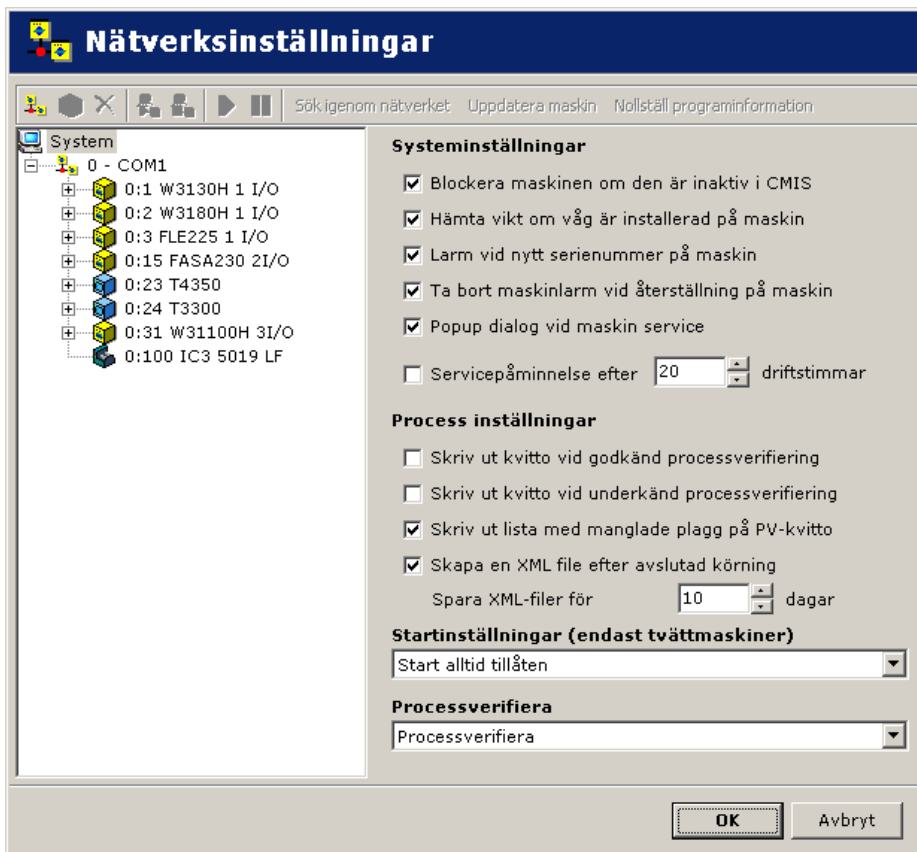 Nätverksinställningar
Sök igenom nätverket Uppdatera maskin Nollställ programinformation
System
0 - COM1
0:1 W3130H 1 I/O
0:2 W3180H 1 I/O
0:3 FLE225 1 I/O
0:15 FASA230 2I/O
0:23 T4350
0:24 T3300
0:31 W31100H 3I/O
0:100 IC3 5019 LF
Systeminställningar
Blockera maskinen om den är inaktiv i CMIS
Hämta vikt om våg är installerad på maskin
Larm vid nytt serienummer på maskin
Ta bort maskinlarm vid återställning på maskin
Popup dialog vid maskin service
Servicepåminnelse efter 20 driftstimmar
Process inställningar
Skriv ut kvitto vid godkänd processverifiering
Skriv ut kvitto vid underkänd processverifiering
Skriv ut lista med manglade plagg på PV-kvitto
Skapa en XML file efter avslutad körning
Spara XML-filer för 10 dagar
Startinställningar (endast tvättmaskiner)
Start alltid tillåten
Processverifiera
Processverifiera
OK Avbryt